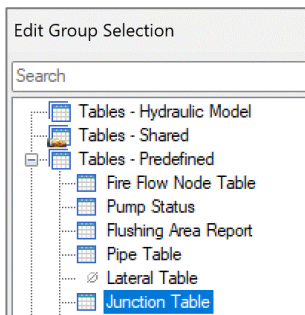 Edit Group Selection
Search
Tables - Hydraulic Model
Tables - Shared
Tables - Predefined
Fire Flow Node Table
Pump Status
Flushing Area Report
Pipe Table
Lateral Table
Junction Table